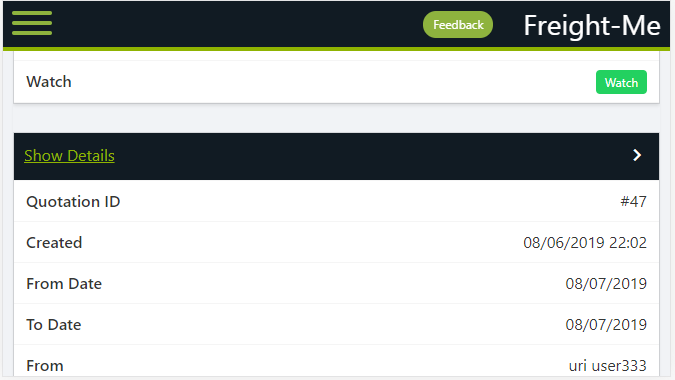 Feedback Freight-Me
Watch Watch
Show Details
Quotation ID #47
Created 08/06/2019 22:02
From Date 08/07/2019
To Date 08/07/2019
From uri user333